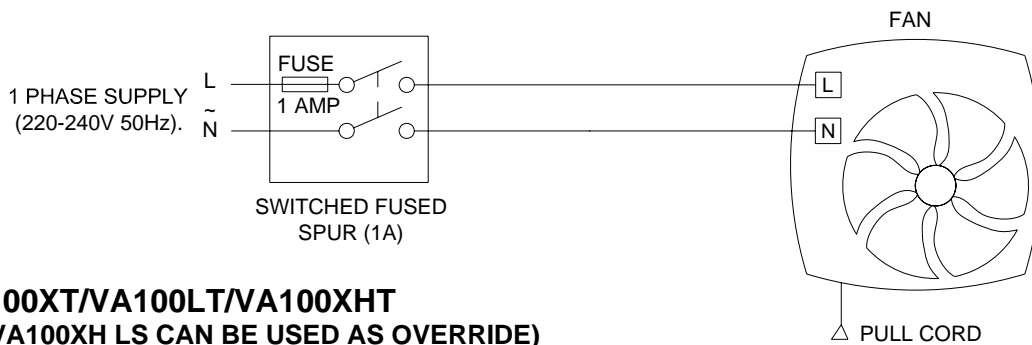 FAN
FUSE
1 AMP
1 PHASE SUPPLY
(220-240V 50Hz).
L
~
N
L
N
SWITCHED FUSED
SPUR (1A)
00XT/VA100LT/VA100XHT
VA100XH LS CAN BE USED AS OVERRIDE)
PULL CORD